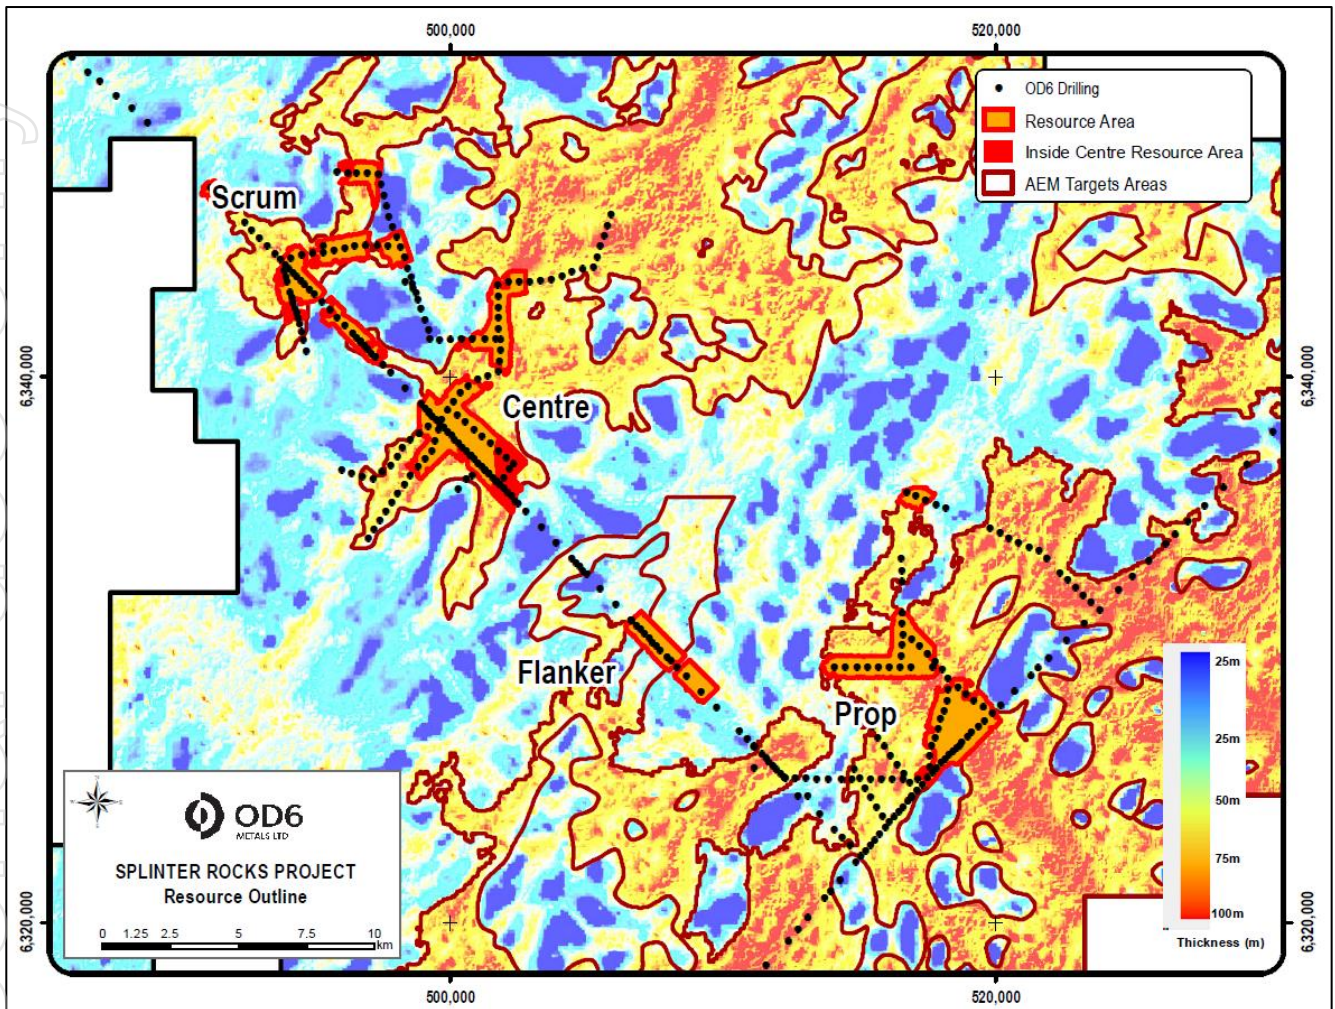 500,000
520,000
OD6 Drilling
Resource Area
Inside Centre Resource Area
AEM Targets Areas
Scrum
6,340,000
6,340,000
Centre
Flanker
Prop
25m
25m
50m
75m
100m
Thickness (m)
OD6
METALS LTD
SPLINTER ROCKS PROJECT
Resource Outline
0 1.25 2.5 5 7.5 10
km
6,320,000
6,320,000
500,000
520,000